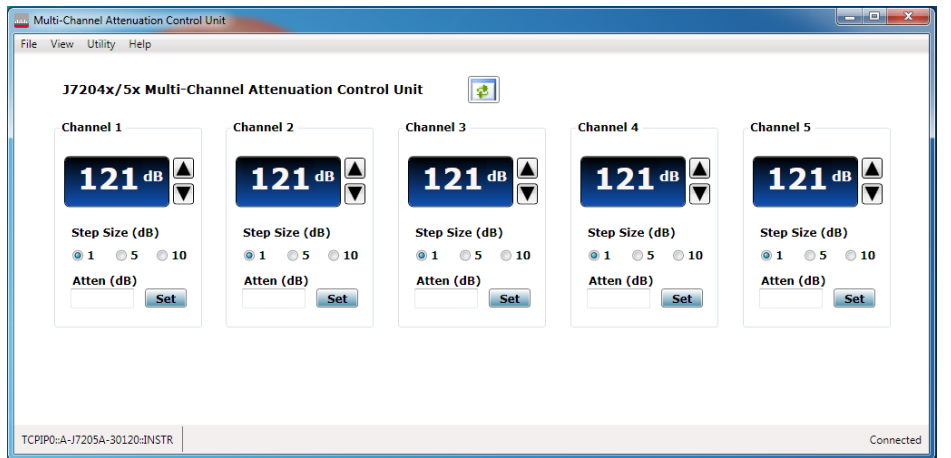 Multi-Channel Attenuation Control Unit
File View Utility Help
J7204x/5x Multi-Channel Attenuation Control Unit
Channel 1 Channel 2 Channel 3 Channel 4 Channel 5
121 dB 121 dB 121 dB 121 dB 121 dB
Step Size (dB) Step Size (dB) Step Size (dB) Step Size (dB) Step Size (dB)
1 5 10 1 5 10 1 5 10 1 5 10 1 5 10
Atten (dB) Atten (dB) Atten (dB) Atten (dB) Atten (dB)
Set Set Set Set Set
TCPIP0::A-J7205A-30120::INSTR Connected